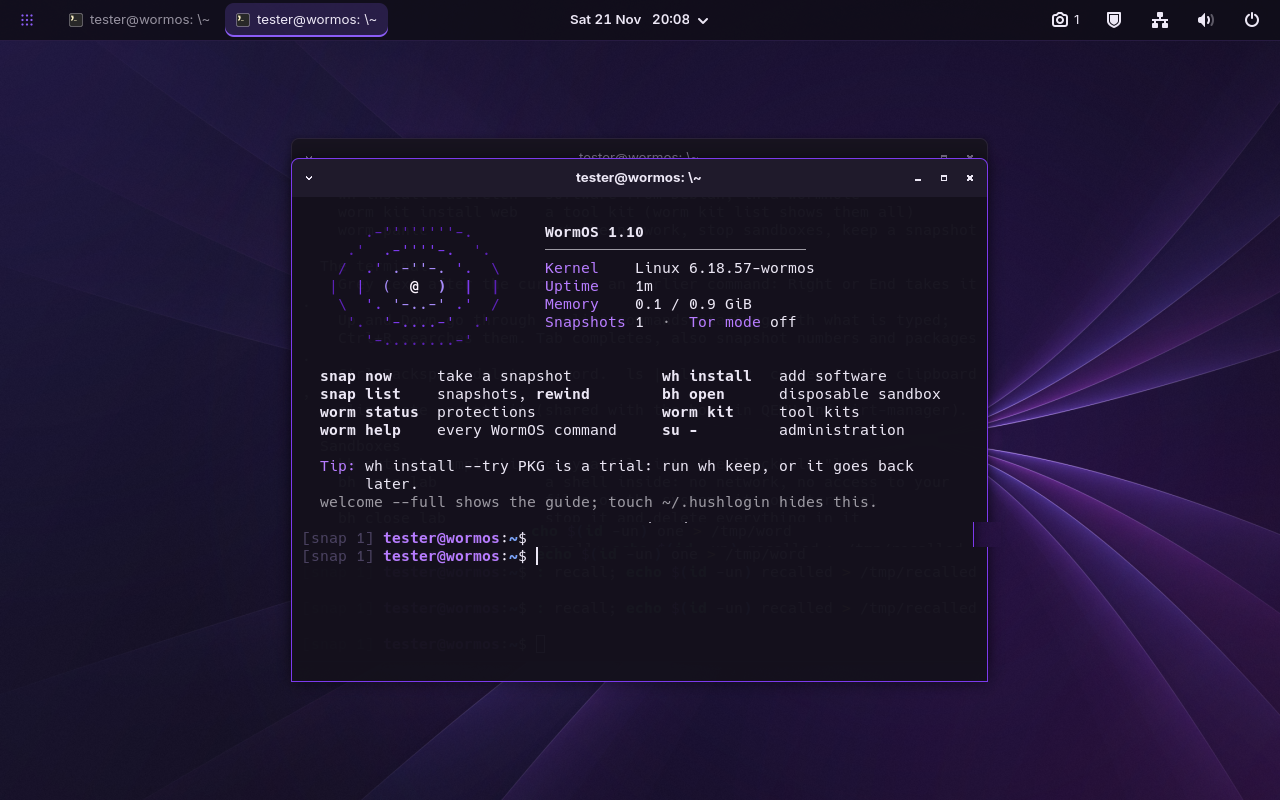 tester@wormos: \~
tester@wormos: \~
Sat 21 Nov 20:08
1
tester@wormos: \~
tester@wormos: \~
WormOS 1.10
Kernel Linux 6.18.57-wormos
Uptime 1m
Memory 0.1 / 0.9 GiB
Snapshots 1 · Tor mode off
snap now take a snapshot wh install add software
snap list snapshots, rewind bh open disposable sandbox
worm status protections worm kit tool kits
worm help every WormOS command su - administration
Tip: wh install --try PKG is a trial: run wh keep, or it goes back
later.
welcome --full shows the guide; touch ~/.hushlogin hides this.
[snap 1] tester@wormos:~$
[snap 1] tester@wormos:~$